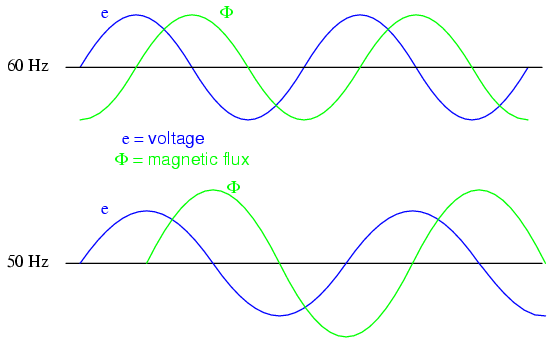 e
Φ
60 Hz
e = voltage
Φ = magnetic flux
Φ
e
50 Hz